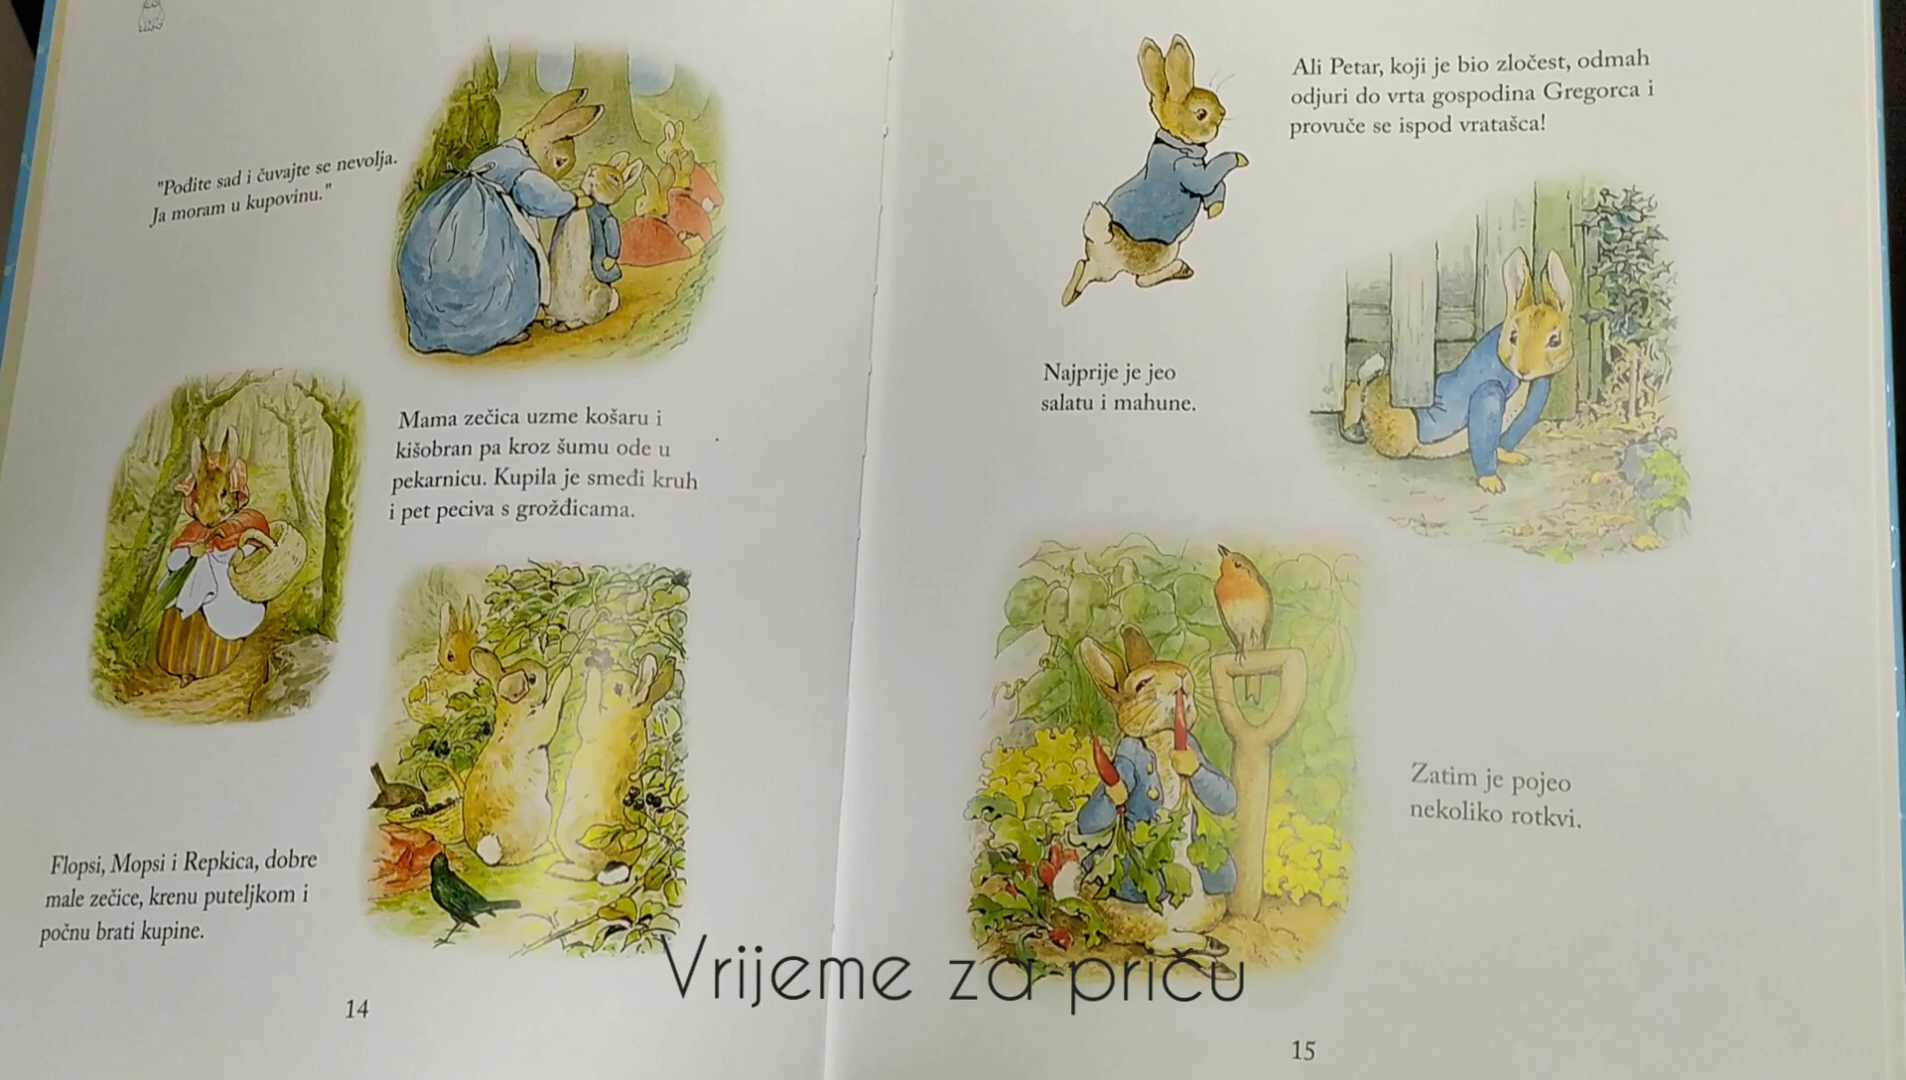 "Pođite sad i čuvajte se nevolja.
Ja moram u kupovinu."
Mama zečica uzme košaru i
kišobran pa kroz šumu ode u
pekarnicu. Kupila je smeđi kruh
i pet peciva s grožđicama.
Flopsi, Mopsi i Repkica, dobre
male zečice, krenu puteljkom i
počnu brati kupine.
14
Ali Petar, koji je bio zločest, odmah
odjuri do vrta gospodina Gregorca i
provuče se ispod vratašca!
Najprije je jeo
salatu i mahune.
Zatim je pojeo
nekoliko rotkvi.
15
Vrijeme za priču